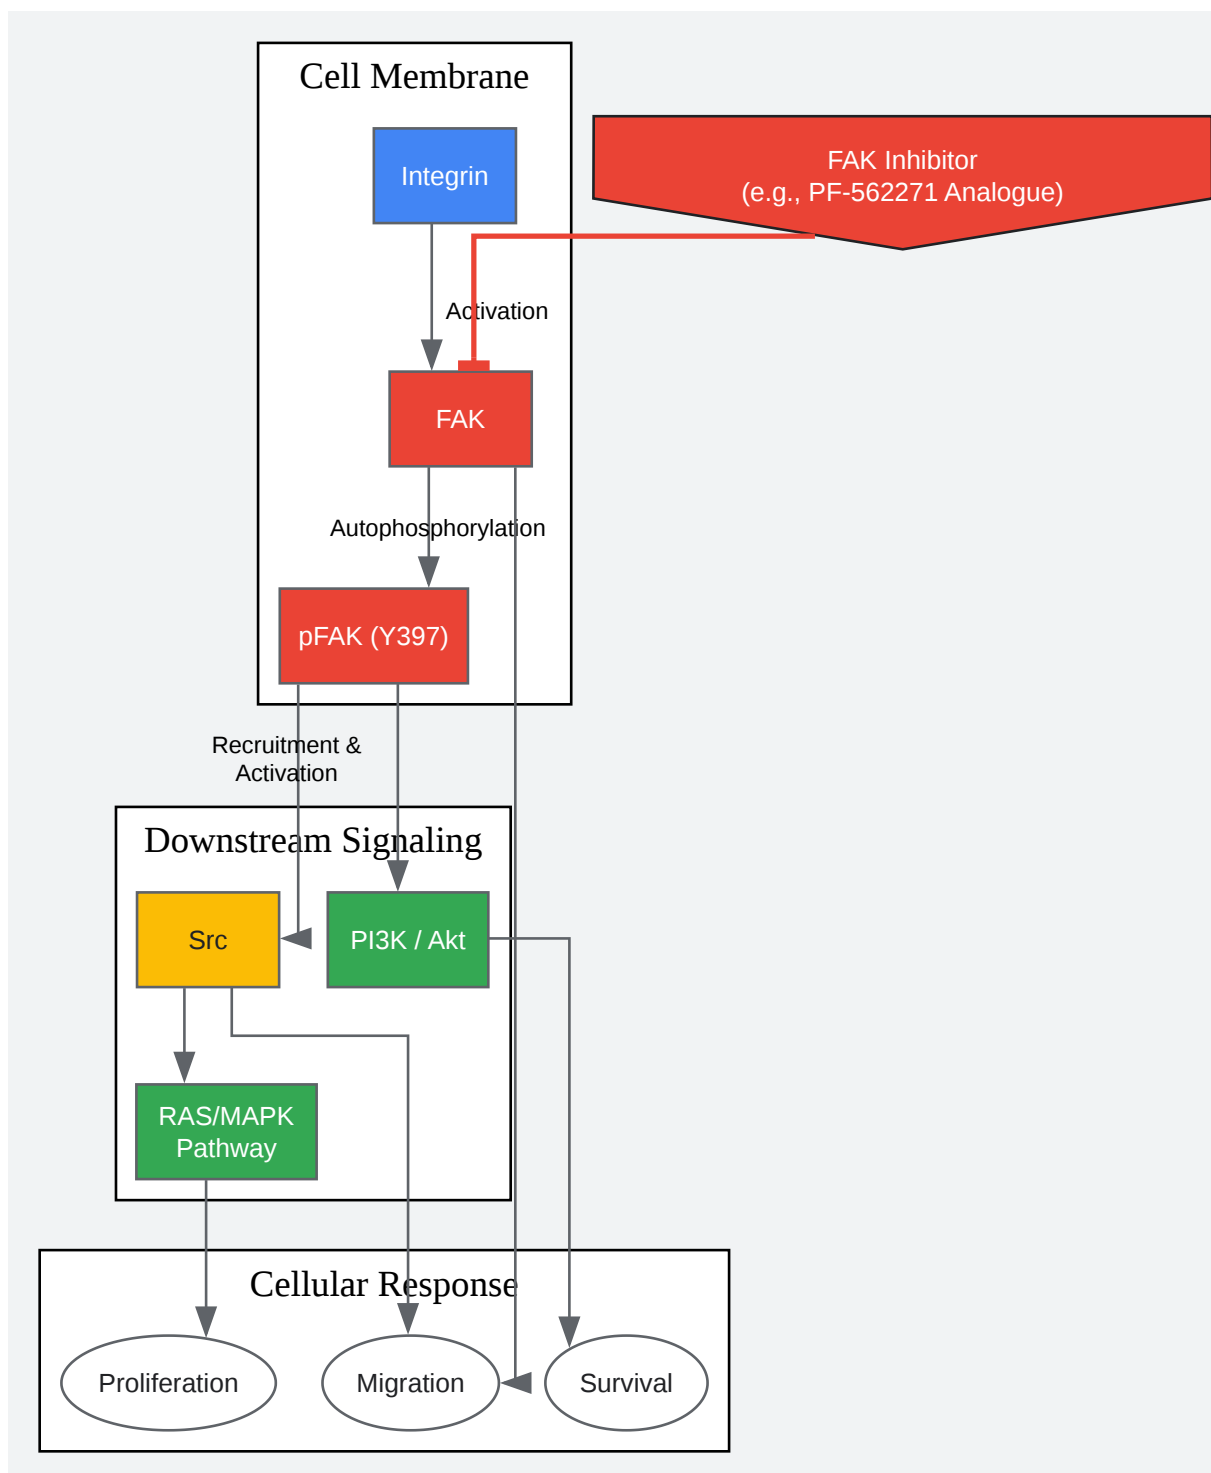 Cell Membrane
Integrin
FAK Inhibitor
(e.g., PF-562271 Analogue)
Activation
FAK
Autophosphorylation
pFAK (Y397)
Recruitment &
Activation
Downstream Signaling
Src
PI3K / Akt
RAS/MAPK
Pathway
Cellular Response
Proliferation
Migration
Survival